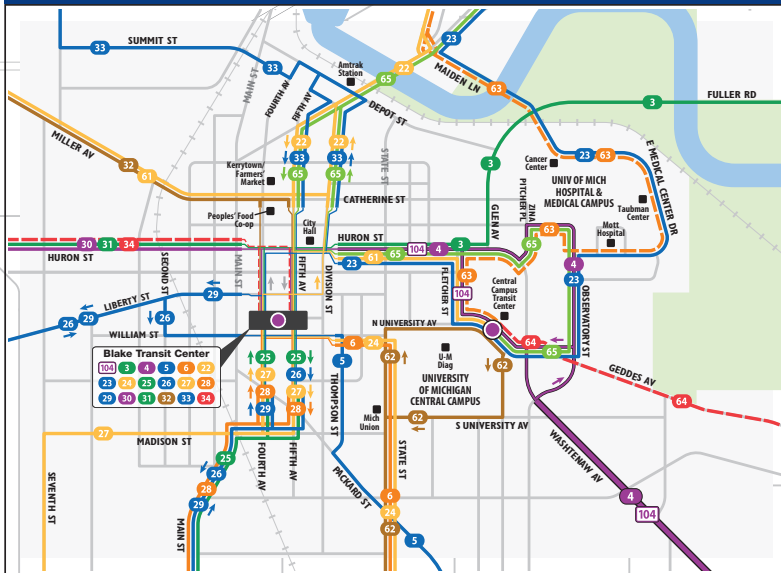 33
SUMMIT ST
33
MAIN ST
FOURTH AV
FIFTH AV
Amtrak
Station
22
65
23
MAIDEN LN
63
FULLER RD
3
DEPOT ST
MILLER AV
32
61
22
33
65
22
33
65
STATE ST
3
Cancer
Center
23
63
UNIV OF MICH
HOSPITAL &
MEDICAL CAMPUS
E MEDICAL CENTER DR
Kerrytown/
Farmers'
Market
CATHERINE ST
Peoples' Food
Co-op
City
Hall
GLEN AV
ZINA
PITCHER PL
Taubman
Center
Mott
Hospital
63
65
30
31
34
HURON ST
HURON ST
104
4
3
23
61
65
63
104
4
23
SECOND ST
MAIN ST
FIFTH AV
DIVISION ST
FLETCHER ST
Central
Campus
Transit
Center
OBSERVATORY ST
LIBERTY ST
29
26
29
26
WILLIAM ST
N UNIVERSITY AV
64
65
GEDDES AV
64
6
24
62
62
5
U-M
Diag
UNIVERSITY
OF MICHIGAN
CENTRAL CAMPUS
Blake Transit Center
104 3 4 5 6 22
23 24 25 26 27 28
29 30 31 32 33 34
25
27
28
29
25
26
27
28
THOMPSON ST
Mich
Union
62
S UNIVERSITY AV
27
MADISON ST
25
26
28
29
SEVENTH ST
MAIN ST
FOURTH AV
FIFTH AV
PACKARD ST
STATE ST
6
24
62
5
WASHTENAW AV
4
104